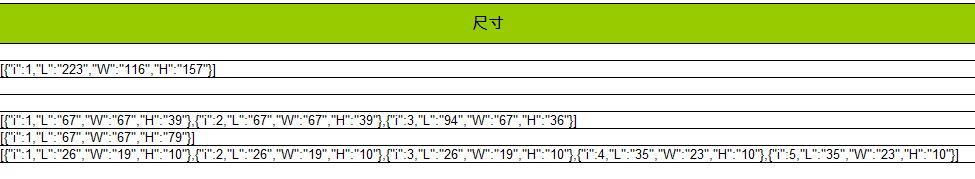 尺寸
[{"i":1,"L":"223","W":"116","H":"157"}]
[{"i":1,"L":"67","W":"67","H":"39"},{"i":2,"L":"67","W":"67","H":"39"},{"i":3,"L":"94","W":"67","H":"36"}]
[{"i":1,"L":"67","W":"67","H":"79"}]
[{"i":1,"L":"26","W":"19","H":"10"},{"i":2,"L":"26","W":"19","H":"10"},{"i":3,"L":"26","W":"19","H":"10"},{"i":4,"L":"35","W":"23","H":"10"},{"i":5,"L":"35","W":"23","H":"10"}]